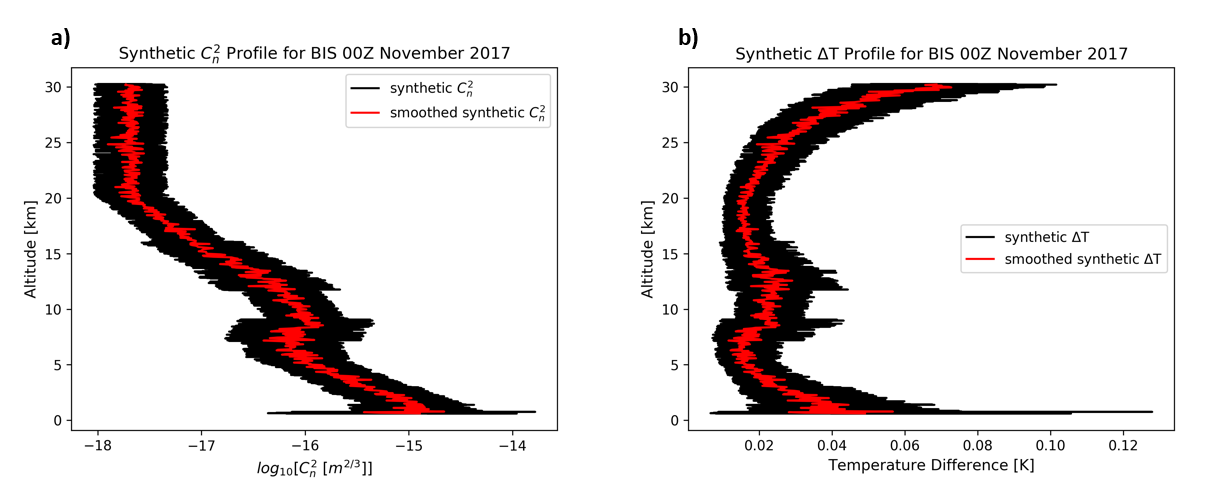 a)
Synthetic $C_n^2$ Profile for BIS 00Z November 2017
synthetic $C_n^2$
smoothed synthetic $C_n^2$
30
25
20
15
10
5
0
Altitude [km]
−18 −17 −16 −15 −14
$log_{10}[C_n^2\ [m^{2/3}]]$
b)
Synthetic ΔT Profile for BIS 00Z November 2017
synthetic ΔT
smoothed synthetic ΔT
30
25
20
15
10
5
0
Altitude [km]
0.02 0.04 0.06 0.08 0.10 0.12
Temperature Difference [K]